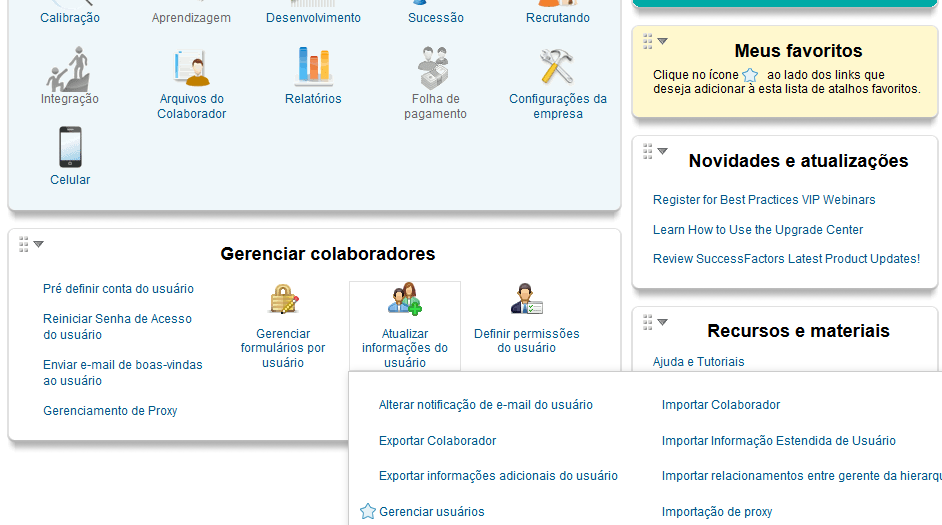 Calibração
Aprendizagem
Desenvolvimento
Sucessão
Recrutando
Integração
Arquivos do
Colaborador
Relatórios
Folha de
pagamento
Configurações da
empresa
Celular
Meus favoritos
Clique no ícone ao lado dos links que
deseja adicionar à esta lista de atalhos favoritos.
Novidades e atualizações
Register for Best Practices VIP Webinars
Learn How to Use the Upgrade Center
Review SuccessFactors Latest Product Updates!
Gerenciar colaboradores
Pré definir conta do usuário
Reiniciar Senha de Acesso
do usuário
Enviar e-mail de boas-vindas
ao usuário
Gerenciamento de Proxy
Gerenciar
formulários por
usuário
Atualizar
informações do
usuário
Definir permissões
do usuário
Recursos e materiais
Ajuda e Tutoriais
Alterar notificação de e-mail do usuário
Exportar Colaborador
Exportar informações adicionais do usuário
Gerenciar usuários
Importar Colaborador
Importar Informação Estendida de Usuário
Importar relacionamentos entre gerente da hierarqu
Importação de proxy